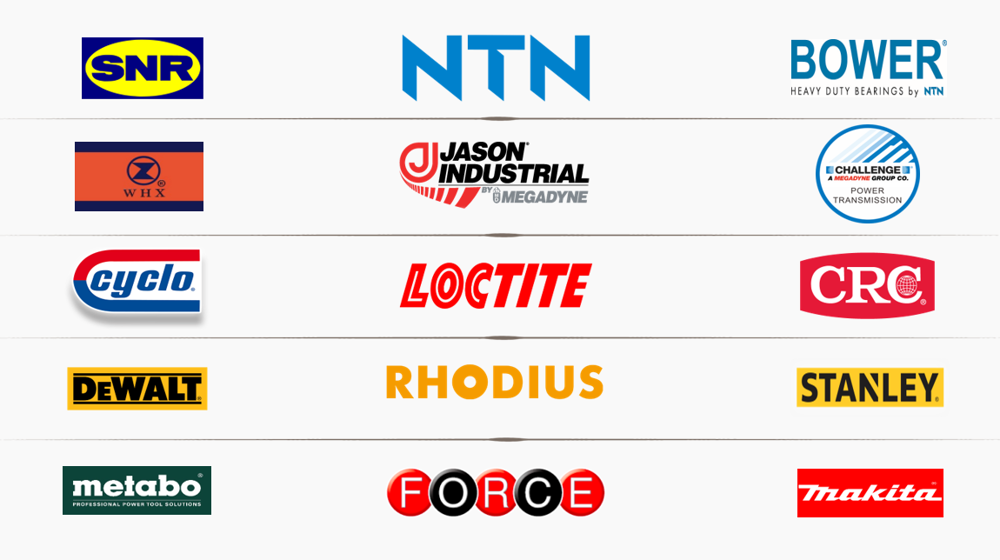 SNR
NTN
BOWER®
HEAVY DUTY BEARINGS by NTN
®
WHX
JASON®
INDUSTRIAL
BY MEGADYNE
CHALLENGE
A MEGADYNE GROUP CO.
POWER
TRANSMISSION
cyclo®
LOCTITE
CRC®
DEWALT®
RHODIUS
STANLEY®
metabo®
PROFESSIONAL POWER TOOL SOLUTIONS
FORCE
makita®